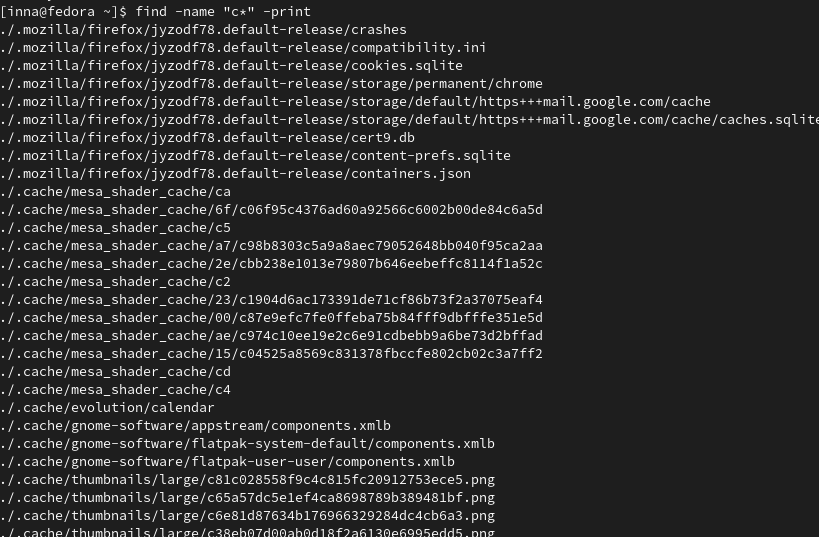 [inna@fedora ~]$ find -name "c*" -print
./.mozilla/firefox/jyzodf78.default-release/crashes
./.mozilla/firefox/jyzodf78.default-release/compatibility.ini
./.mozilla/firefox/jyzodf78.default-release/cookies.sqlite
./.mozilla/firefox/jyzodf78.default-release/storage/permanent/chrome
./.mozilla/firefox/jyzodf78.default-release/storage/default/https+++mail.google.com/cache
./.mozilla/firefox/jyzodf78.default-release/storage/default/https+++mail.google.com/cache/caches.sqlite
./.mozilla/firefox/jyzodf78.default-release/cert9.db
./.mozilla/firefox/jyzodf78.default-release/content-prefs.sqlite
./.mozilla/firefox/jyzodf78.default-release/containers.json
./.cache/mesa_shader_cache/ca
./.cache/mesa_shader_cache/6f/c06f95c4376ad60a92566c6002b00de84c6a5d
./.cache/mesa_shader_cache/c5
./.cache/mesa_shader_cache/a7/c98b8303c5a9a8aec79052648bb040f95ca2aa
./.cache/mesa_shader_cache/2e/cbb238e1013e79807b646eebeffc8114f1a52c
./.cache/mesa_shader_cache/c2
./.cache/mesa_shader_cache/23/c1904d6ac173391de71cf86b73f2a37075eaf4
./.cache/mesa_shader_cache/00/c87e9efc7fe0ffeba75b84fff9dbfffe351e5d
./.cache/mesa_shader_cache/ae/c974c10ee19e2c6e91cdbebb9a6be73d2bffad
./.cache/mesa_shader_cache/15/c04525a8569c831378fbccfe802cb02c3a7ff2
./.cache/mesa_shader_cache/cd
./.cache/mesa_shader_cache/c4
./.cache/evolution/calendar
./.cache/gnome-software/appstream/components.xmlb
./.cache/gnome-software/flatpak-system-default/components.xmlb
./.cache/gnome-software/flatpak-user-user/components.xmlb
./.cache/thumbnails/large/c81c028558f9c4c815fc20912753ece5.png
./.cache/thumbnails/large/c65a57dc5e1ef4ca8698789b389481bf.png
./.cache/thumbnails/large/c6e81d87634b176966329284dc4cb6a3.png
./.cache/thumbnails/large/c38eb07d00ab0d18f2a6130e6995edd5.png